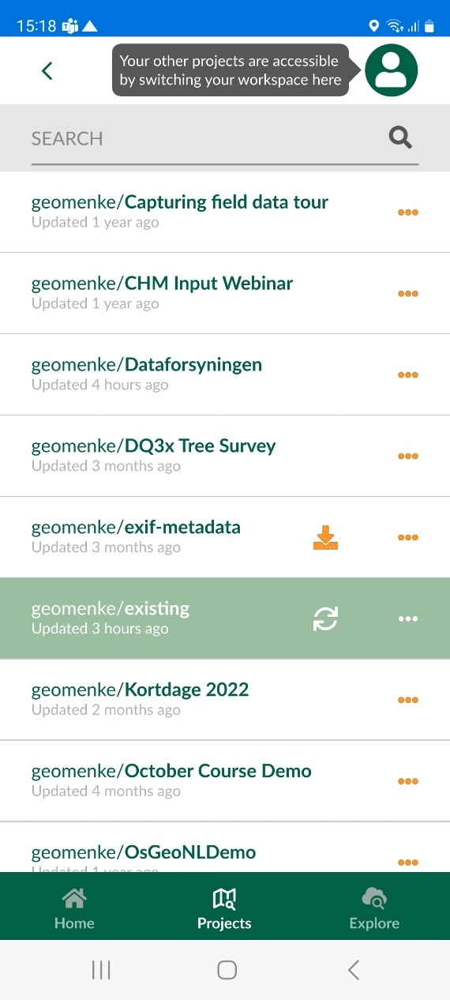 15:18
Your other projects are accessible
by switching your workspace here
SEARCH
geomenke/Capturing field data tour
Updated 1 year ago
geomenke/CHM Input Webinar
Updated 1 year ago
geomenke/Dataforsyningen
Updated 4 hours ago
geomenke/DQ3x Tree Survey
Updated 3 months ago
geomenke/exif-metadata
Updated 3 months ago
geomenke/existing
Updated 3 hours ago
geomenke/Kortdage 2022
Updated 2 months ago
geomenke/October Course Demo
Updated 4 months ago
geomenke/OsGeoNLDemo
Updated 1 year ago
Home
Projects
Explore